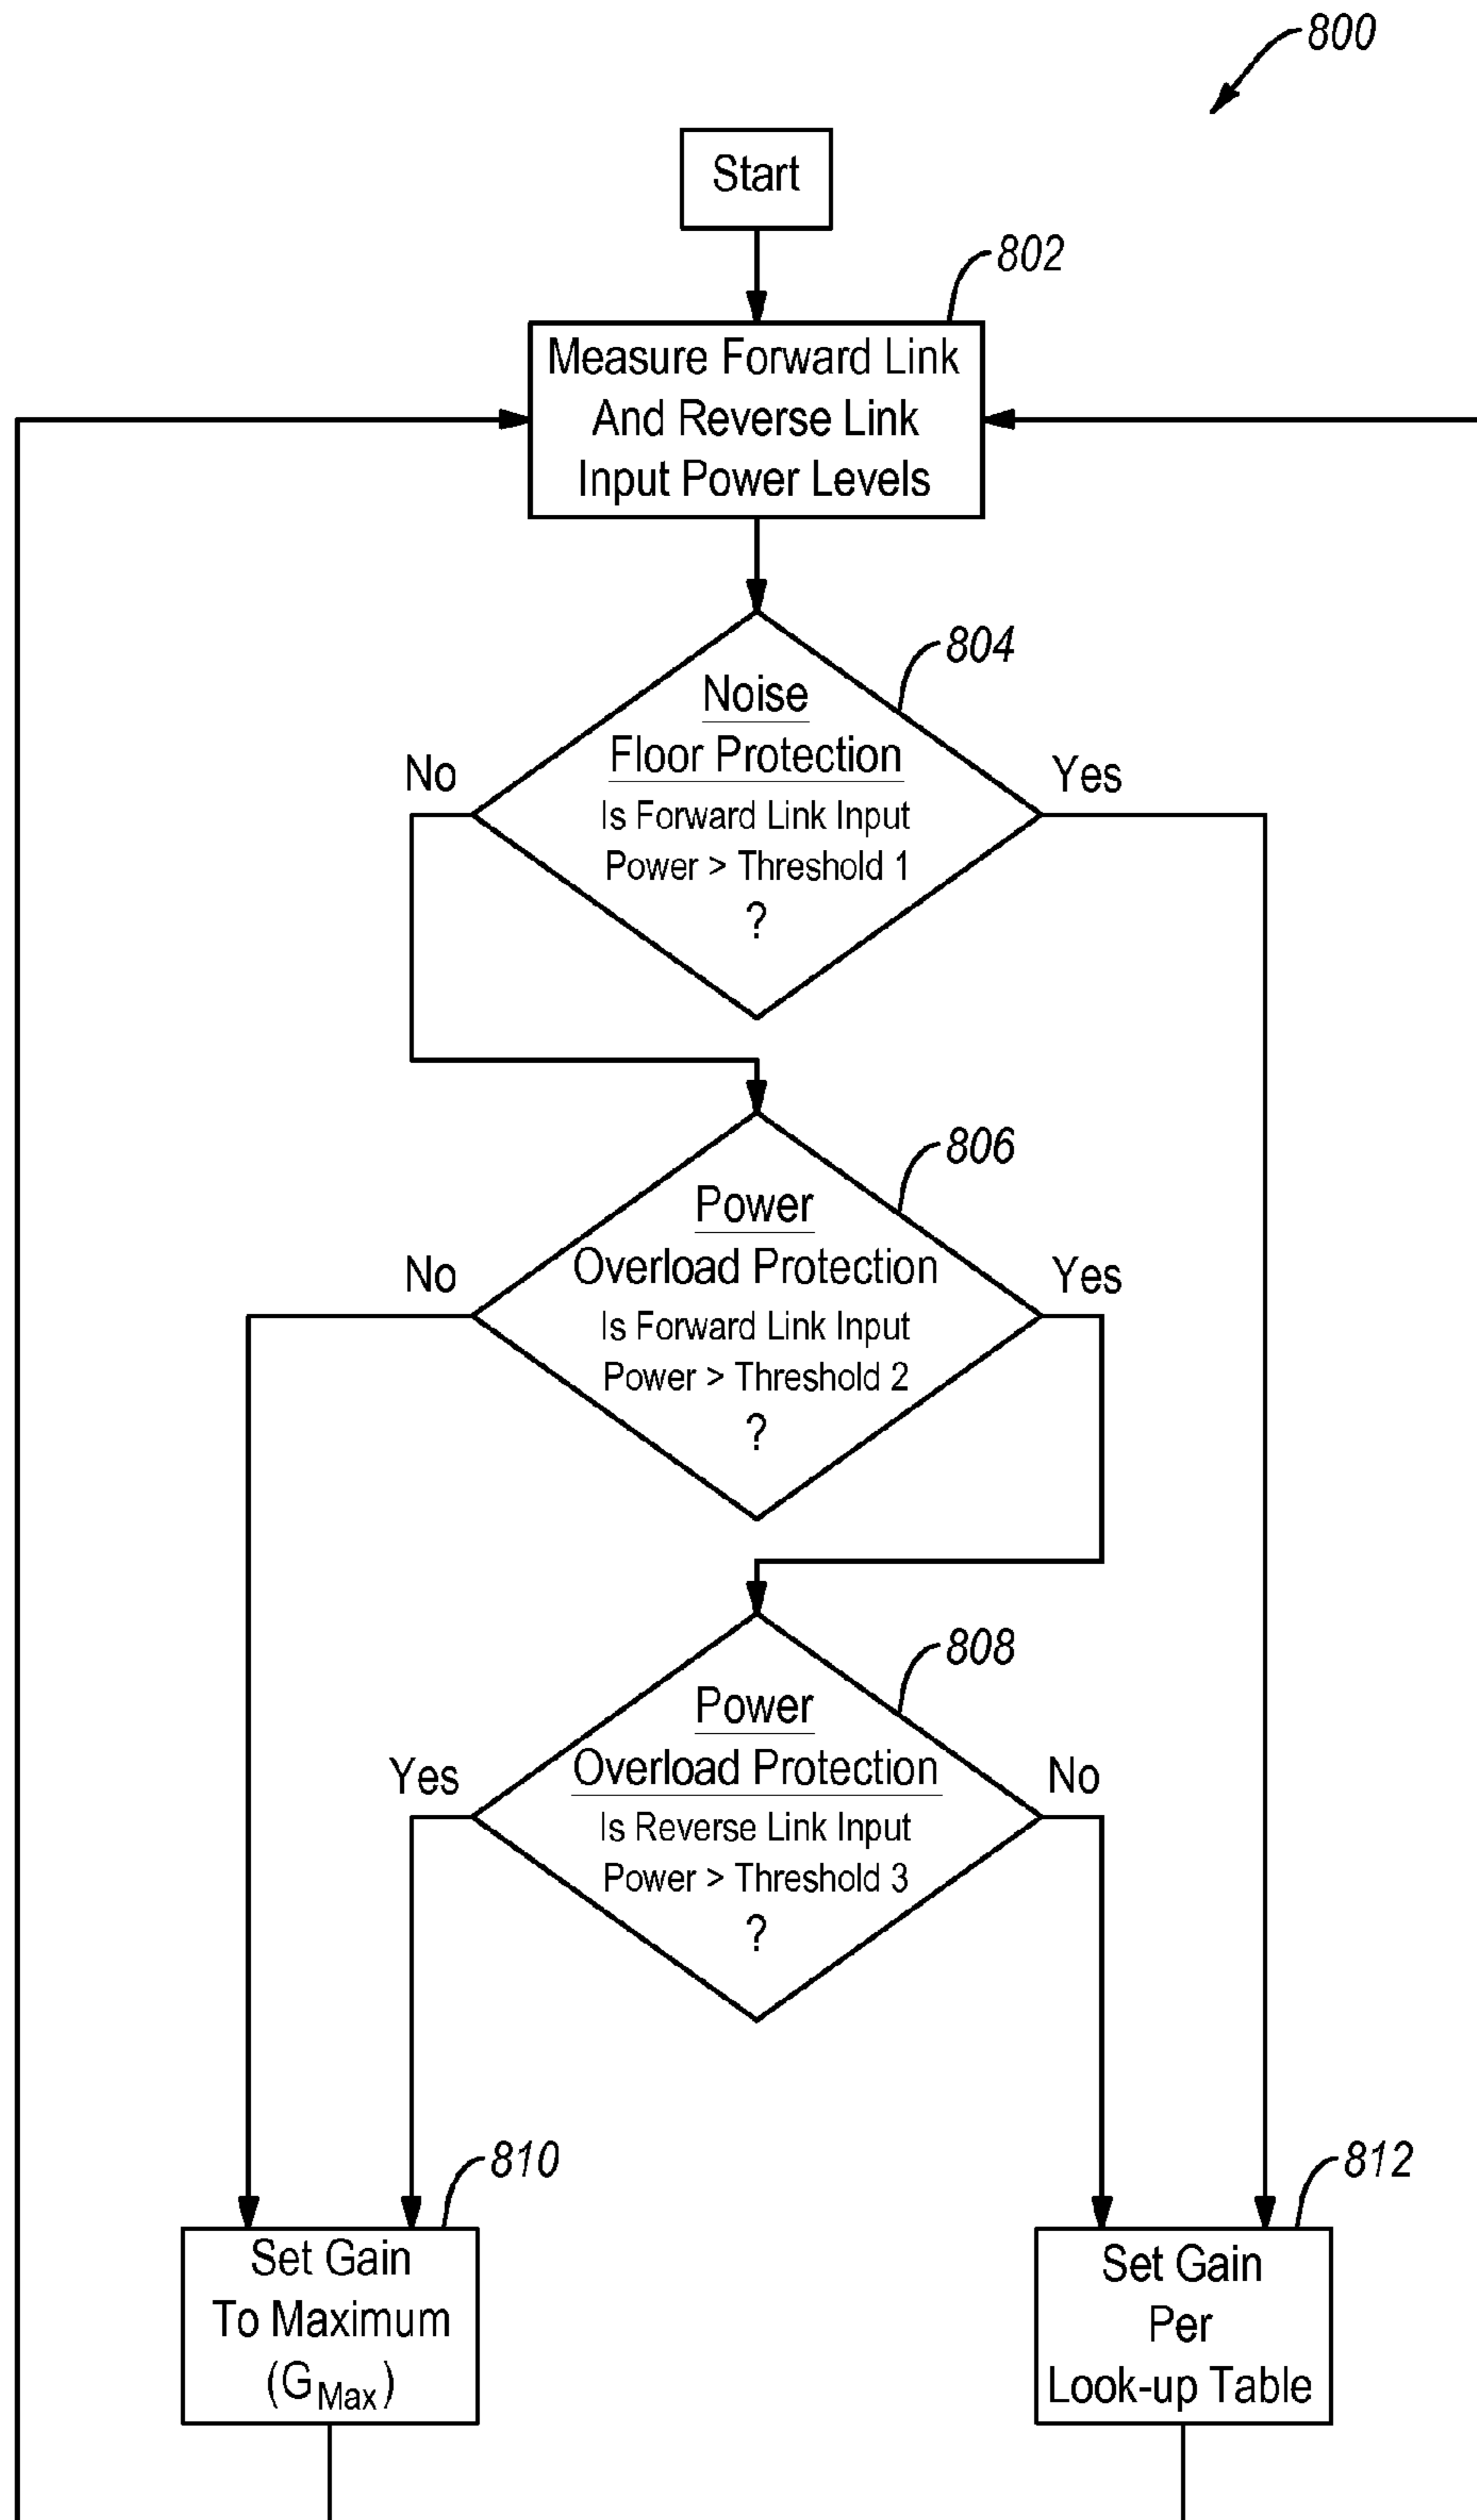 800
Start
802
Measure Forward Link
And Reverse Link
Input Power Levels
804
Noise
Floor Protection
No
Yes
Is Forward Link Input
Power > Threshold 1
?
806
Power
Overload Protection
No
Yes
Is Forward Link Input
Power > Threshold 2
?
808
Power
Overload Protection
Yes
No
Is Reverse Link Input
Power > Threshold 3
?
810
Set Gain
To Maximum
(GMax)
812
Set Gain
Per
Look-up Table